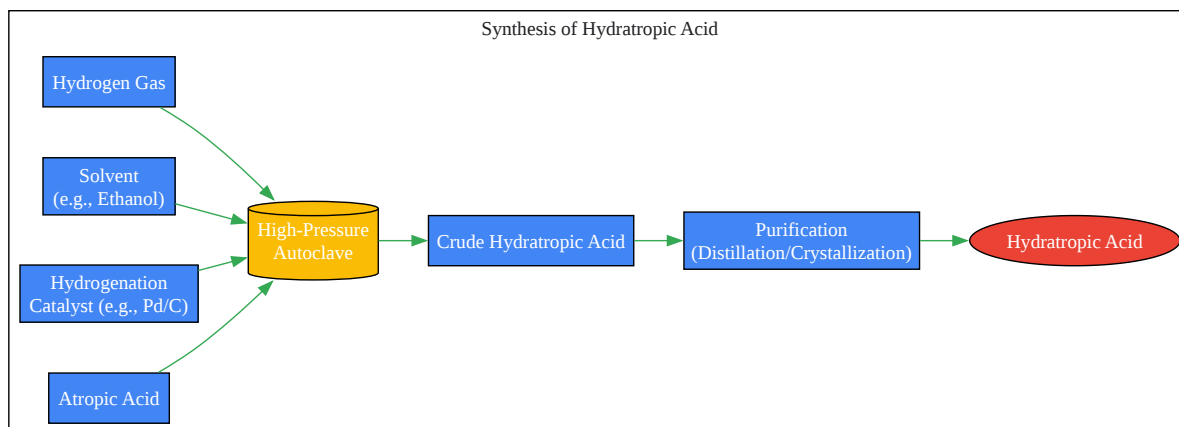 Synthesis of Hydratropic Acid
Hydrogen Gas
Solvent
(e.g., Ethanol)
Hydrogenation
Catalyst (e.g., Pd/C)
Atropic Acid
High-Pressure
Autoclave
Crude Hydratropic Acid
Purification
(Distillation/Crystallization)
Hydratropic Acid